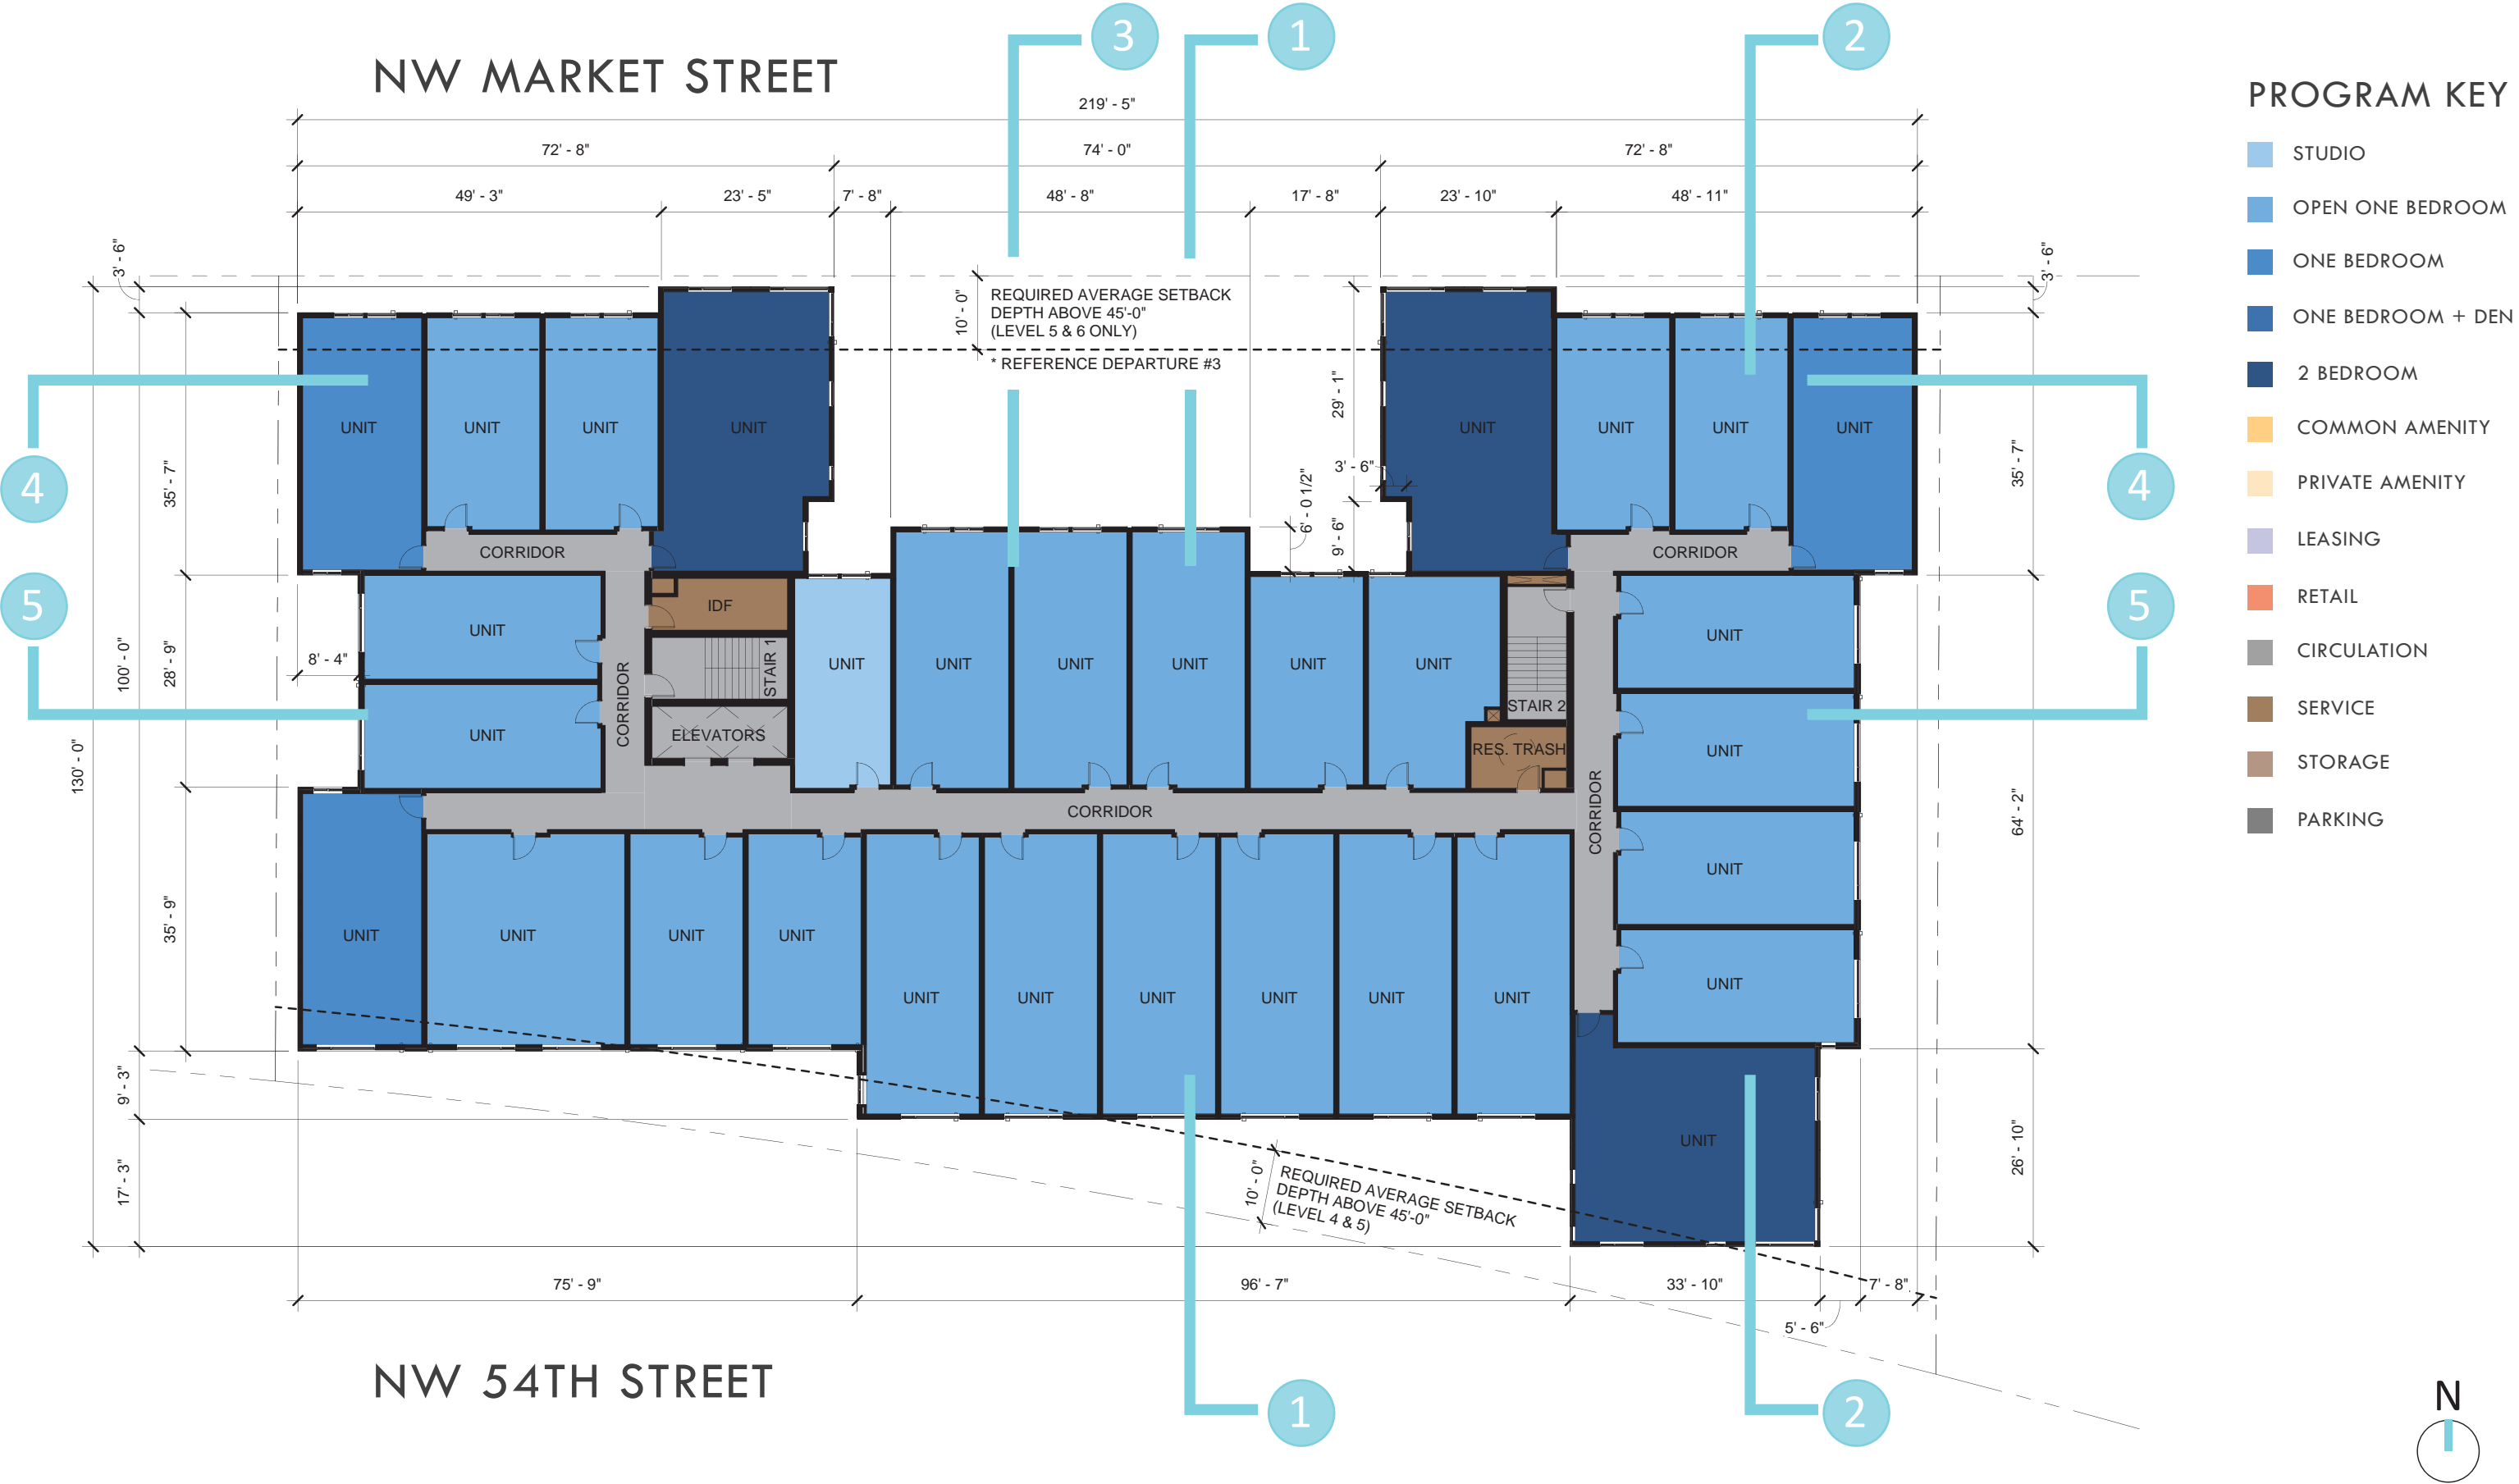 3
1
2
NW MARKET STREET
PROGRAM KEY
219' - 5"
72' - 8"
74' - 0"
72' - 8"
49' - 3"
23' - 5"
7' - 8"
48' - 8"
17' - 8"
23' - 10"
48' - 11"
STUDIO
OPEN ONE BEDROOM
ONE BEDROOM
ONE BEDROOM + DEN
2 BEDROOM
COMMON AMENITY
PRIVATE AMENITY
LEASING
RETAIL
CIRCULATION
SERVICE
STORAGE
PARKING
3' - 6"
3' - 6"
10' - 0"
REQUIRED AVERAGE SETBACK
DEPTH ABOVE 45'-0"
(LEVEL 5 & 6 ONLY)
* REFERENCE DEPARTURE #3
29' - 1"
UNIT
UNIT
UNIT
UNIT
UNIT
UNIT
UNIT
UNIT
4
4
35' - 7"
3' - 6"
6' - 0 1/2"
9' - 6"
35' - 7"
CORRIDOR
CORRIDOR
5
5
IDF
UNIT
UNIT
8' - 4"
100' - 0"
28' - 9"
130' - 0"
CORRIDOR
STAIR 1
UNIT
UNIT
UNIT
UNIT
UNIT
UNIT
STAIR 2
UNIT
ELEVATORS
RES. TRASH
UNIT
CORRIDOR
CORRIDOR
64' - 2"
UNIT
35' - 9"
UNIT
UNIT
UNIT
UNIT
UNIT
UNIT
UNIT
UNIT
UNIT
UNIT
UNIT
9' - 3"
17' - 3"
UNIT
26' - 10"
10' - 0"
REQUIRED AVERAGE SETBACK
DEPTH ABOVE 45'-0"
(LEVEL 4 & 5)
75' - 9"
96' - 7"
33' - 10"
7' - 8"
5' - 6"
NW 54TH STREET
1
2
N